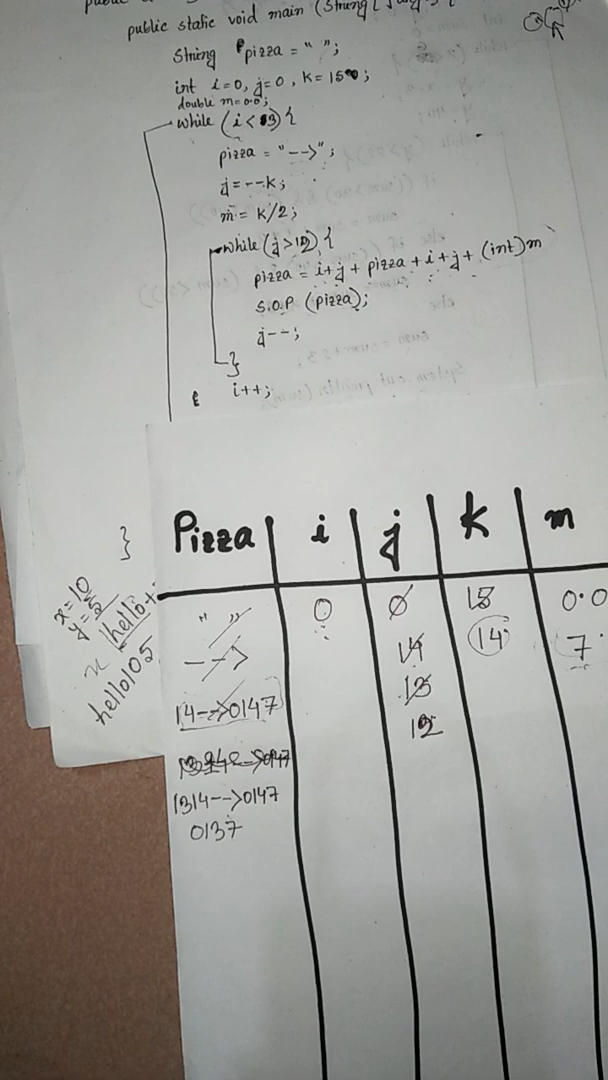 public static void main (String [
String pizza = " ";
int i=0, j=0, k=15;
double m=0.0;
while (i<3) {
pizza = "-->";
j=--k;
m= k/2;
while (j>12) {
pizza = i+j + pizza + i + j + (int)m
S.O.P (pizza);
j--;
}
i++;
}
Pizza i j k m
" " 0 0 15 0.0
--> 14 14 7
14-->0147 13
12
1314-->0147
0137
x=10
y=5
x hello+
hello105